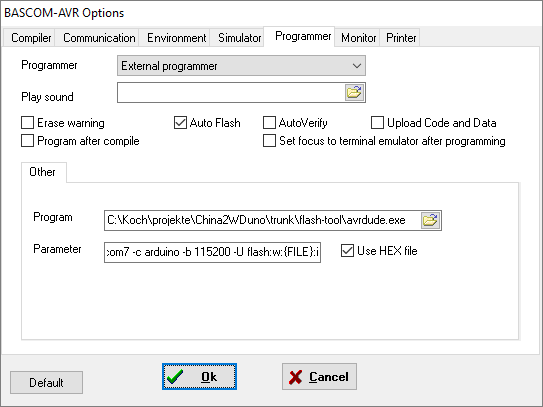 BASCOM-AVR Options
Compiler Communication Environment Simulator Programmer Monitor Printer
Programmer External programmer
Play sound
Erase warning Auto Flash AutoVerify Upload Code and Data
Program after compile Set focus to terminal emulator after programming
Other
Program C:\Koch\projekte\China2WDuno\trunk\flash-tool\avrdude.exe
Parameter com7 -c arduino -b 115200 -U flash:w:{FILE}:i Use HEX file
Default Ok Cancel